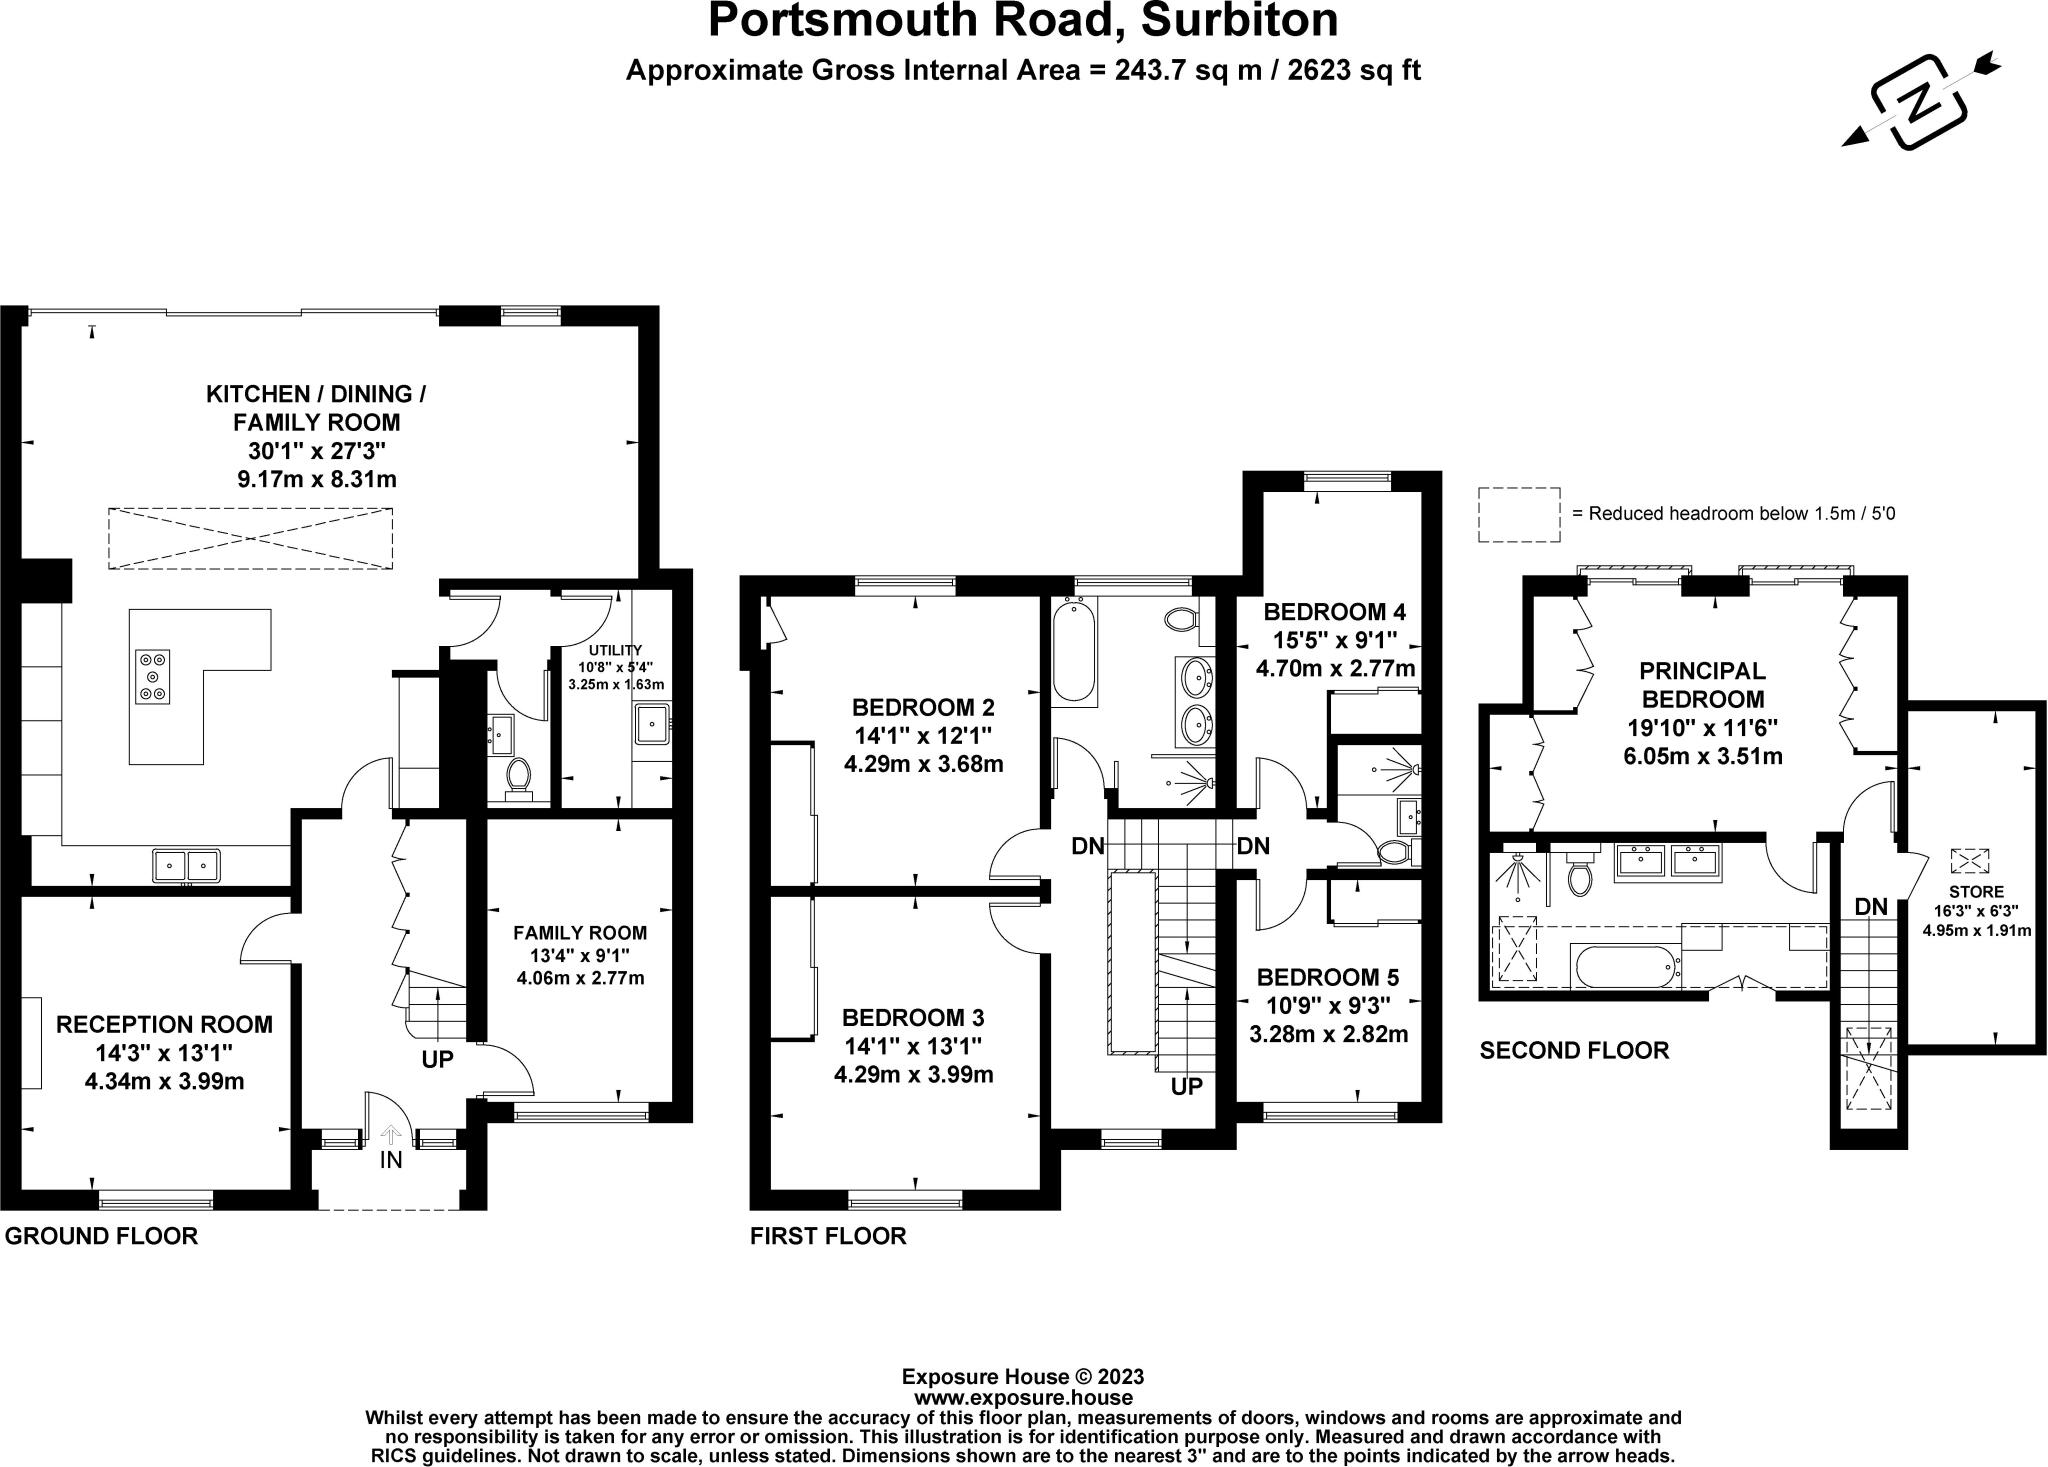 Portsmouth Road, Surbiton
Approximate Gross Internal Area = 243.7 sq m / 2623 sq ft
N
KITCHEN / DINING /
FAMILY ROOM
30'1" x 27'3"
9.17m x 8.31m
UTILITY
10'8" x 5'4"
3.25m x 1.63m
FAMILY ROOM
13'4" x 9'1"
4.06m x 2.77m
RECEPTION ROOM
14'3" x 13'1"
4.34m x 3.99m
UP
IN
GROUND FLOOR
BEDROOM 2
14'1" x 12'1"
4.29m x 3.68m
BEDROOM 4
15'5" x 9'1"
4.70m x 2.77m
DN
DN
BEDROOM 3
14'1" x 13'1"
4.29m x 3.99m
BEDROOM 5
10'9" x 9'3"
3.28m x 2.82m
UP
FIRST FLOOR
= Reduced headroom below 1.5m / 5'0
PRINCIPAL
BEDROOM
19'10" x 11'6"
6.05m x 3.51m
STORE
16'3" x 6'3"
4.95m x 1.91m
DN
SECOND FLOOR
Exposure House © 2023
www.exposure.house
Whilst every attempt has been made to ensure the accuracy of this floor plan, measurements of doors, windows and rooms are approximate and
no responsibility is taken for any error or omission. This illustration is for identification purpose only. Measured and drawn accordance with
RICS guidelines. Not drawn to scale, unless stated. Dimensions shown are to the nearest 3" and are to the points indicated by the arrow heads.